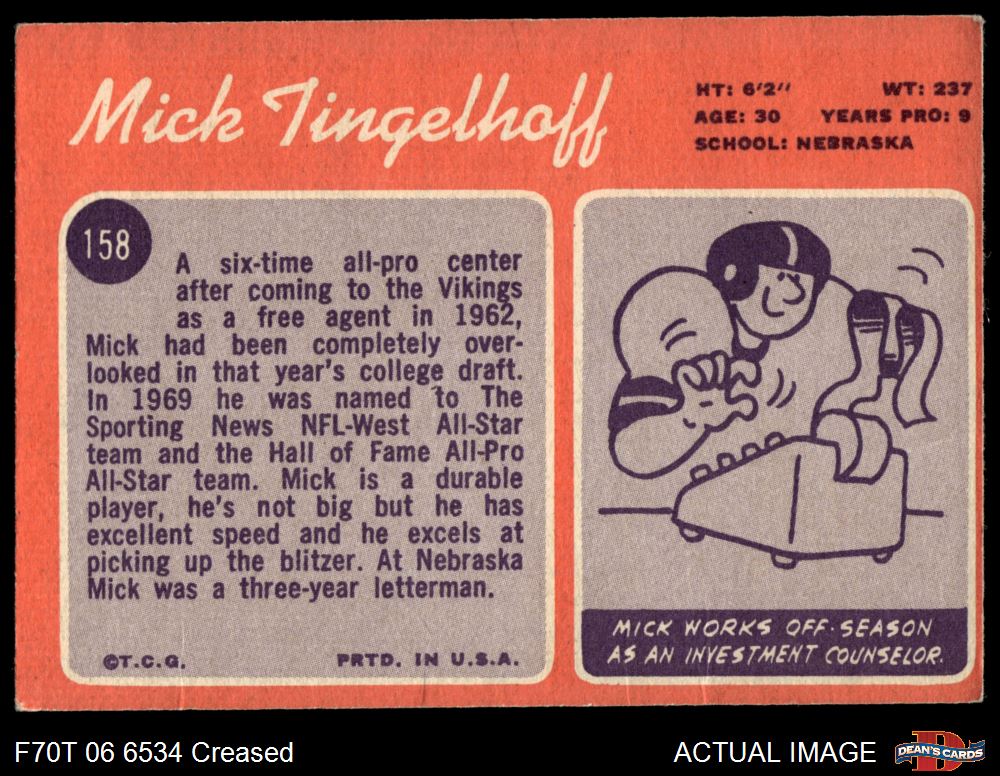 Mick Tingelhoff
HT: 6'2" WT: 237
AGE: 30 YEARS PRO: 9
SCHOOL: NEBRASKA
158
A six-time all-pro center
after coming to the Vikings
as a free agent in 1962,
Mick had been completely over-
looked in that year's college draft.
In 1969 he was named to The
Sporting News NFL-West All-Star
team and the Hall of Fame All-Pro
All-Star team. Mick is a durable
player, he's not big but he has
excellent speed and he excels at
picking up the blitzer. At Nebraska
Mick was a three-year letterman.
©T.C.G. PRTD. IN U.S.A.
MICK WORKS OFF-SEASON
AS AN INVESTMENT COUNSELOR.
F70T 06 6534 Creased
ACTUAL IMAGE
D
DEAN'S CARDS